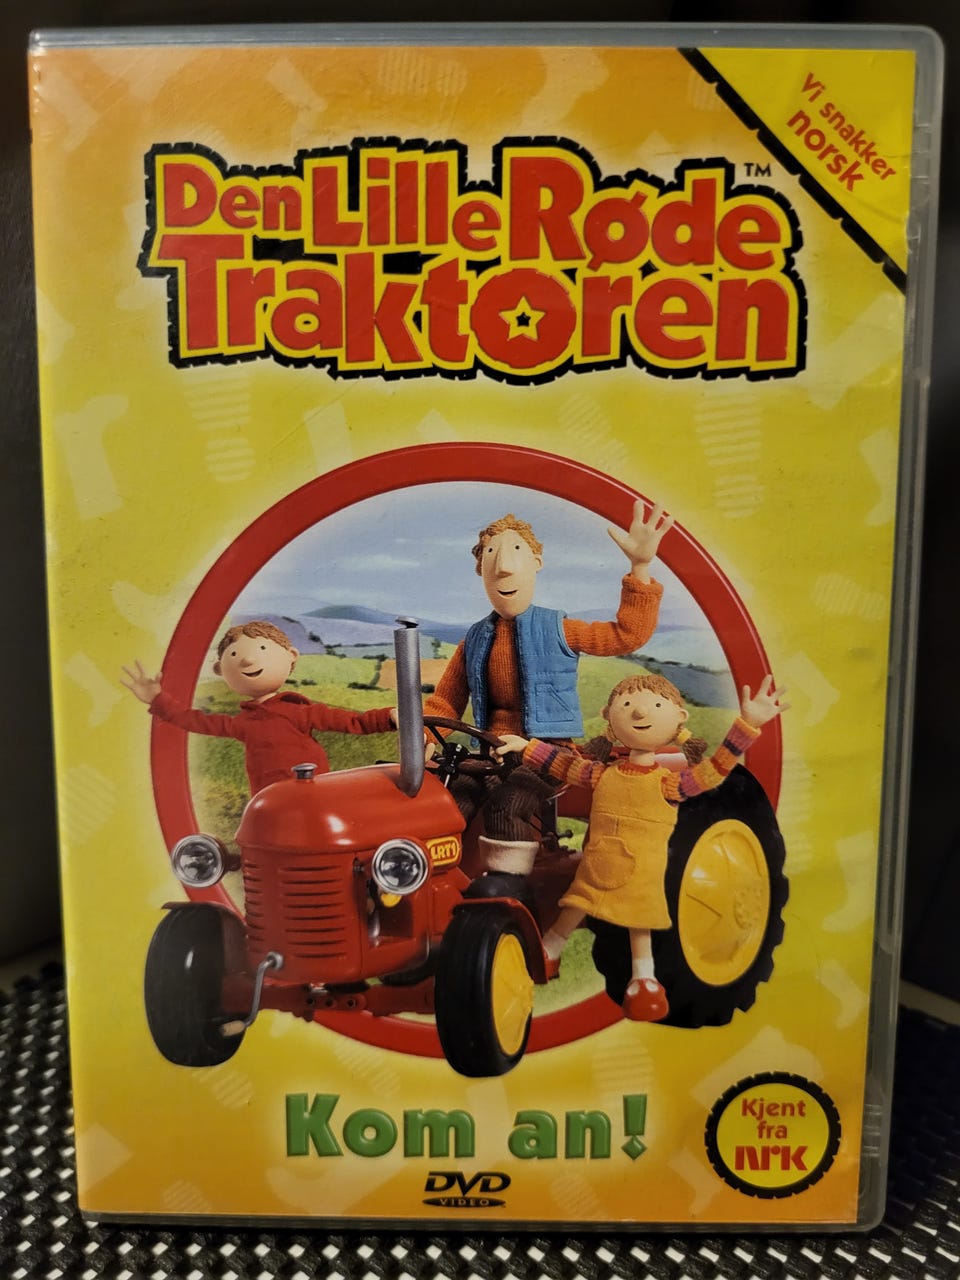 Vi snakker
norsk
Den Lille Røde
Traktoren
TM
LRT1
Kom an!
DVD
VIDEO
Kjent
fra
NRK